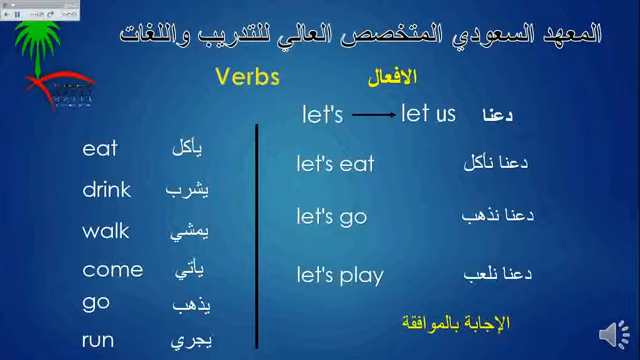 المعهد السعودي المتخصص العالي للتدريب واللغات
Verbs الافعال
let's let us دعنا
eat يأكل
drink يشرب
walk يمشي
come يأتي
go يذهب
run يجري
let's eat دعنا نأكل
let's go دعنا نذهب
let's play دعنا نلعب
الإجابة بالموافقة